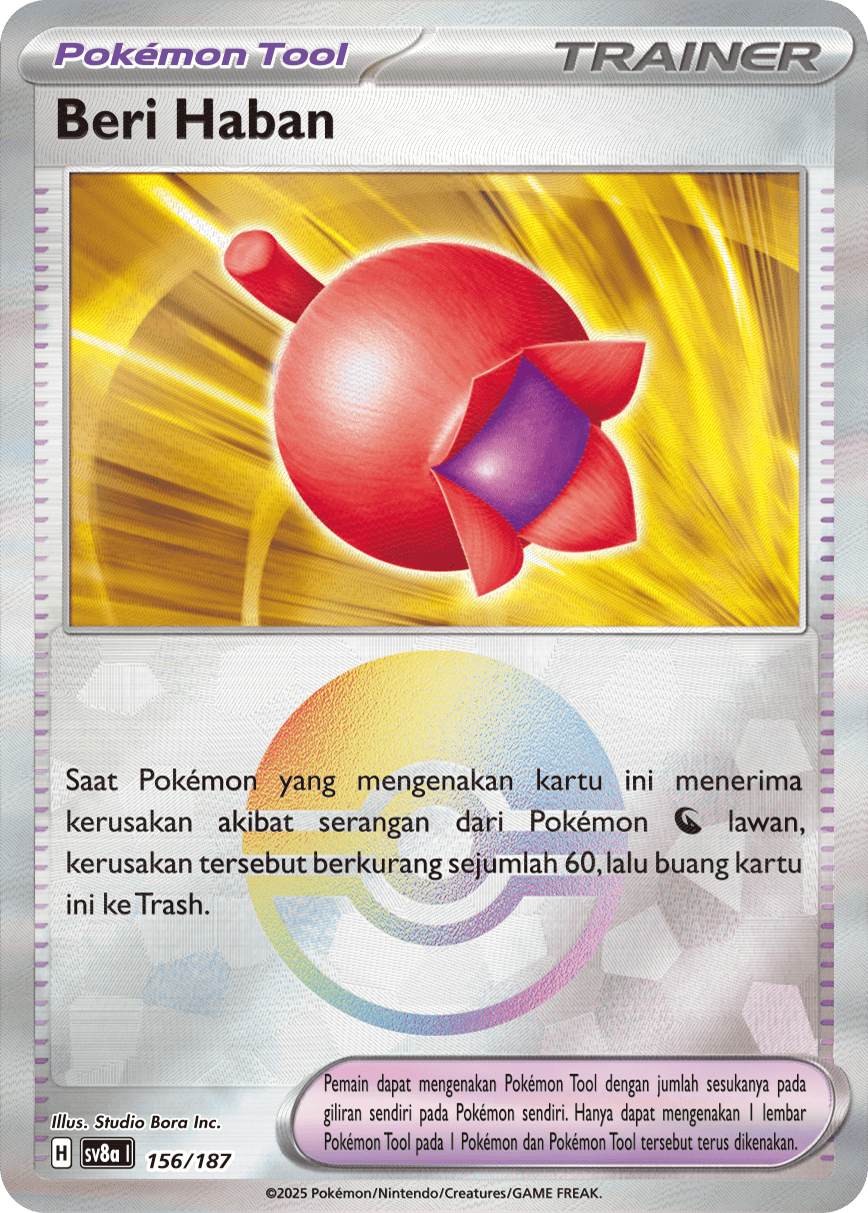 Pokémon Tool
TRAINER
Beri Haban
Saat Pokémon yang mengenakan kartu ini menerima
kerusakan akibat serangan dari Pokémon lawan,
kerusakan tersebut berkurang sejumlah 60, lalu buang kartu
ini ke Trash.
Pemain dapat mengenakan Pokémon Tool dengan jumlah sesukanya pada
giliran sendiri pada Pokémon sendiri. Hanya dapat mengenakan 1 lembar
Pokémon Tool pada 1 Pokémon dan Pokémon Tool tersebut terus dikenakan.
Illus. Studio Bora Inc.
H sv8a I 156/187
©2025 Pokémon/Nintendo/Creatures/GAME FREAK.